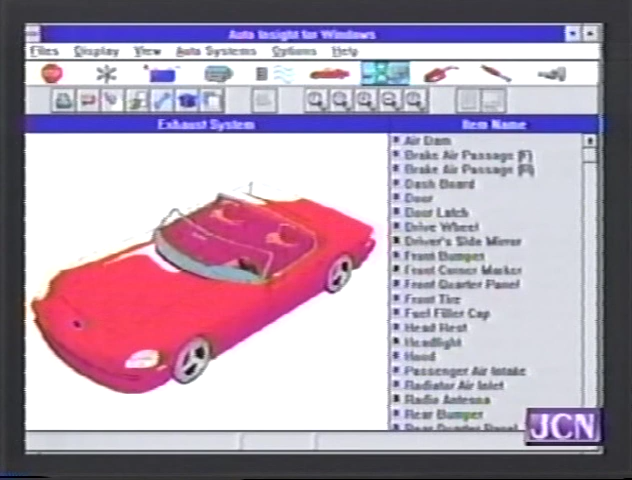 Auto Insight for Windows
Files Display View Auto Systems Options Help
Exhaust System
Item Name
Air Dam
Brake Air Passage (F)
Brake Air Passage (R)
Dash Board
Door
Door Latch
Drive Wheel
Driver's Side Mirror
Front Bumper
Front Corner Marker
Front Quarter Panel
Front Tire
Fuel Filler Cap
Head Rest
Headlight
Hood
Passenger Air Intake
Radiator Air Inlet
Radio Antenna
Rear Bumper
Rear Quarter Panel
JCN